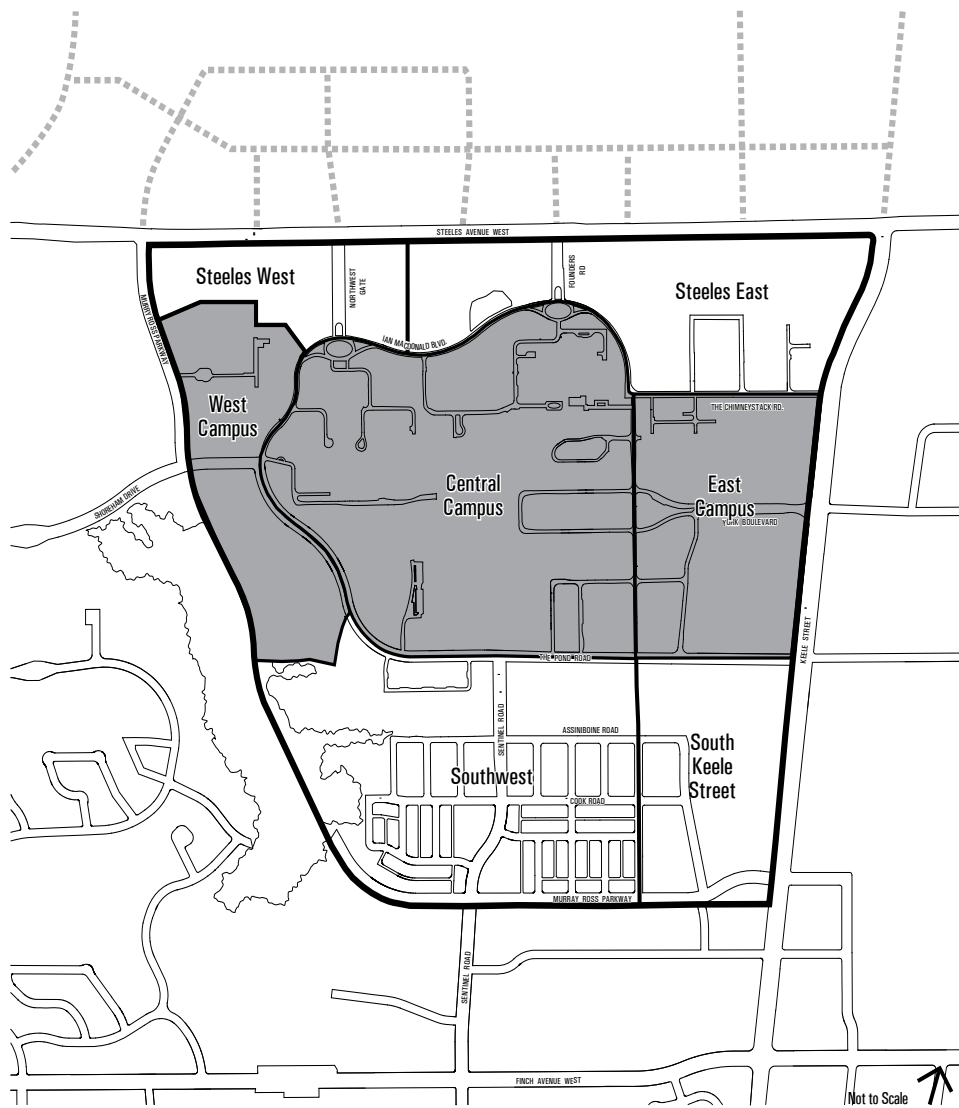 STEELES AVENUE WEST
Steeles West
NORTHWEST
GATE
FOUNDERS
RD
Steeles East
MURRY ROSS PARKWAY
IAN MACDONALD BLVD.
West
Campus
THE CHIMNEYSTACK RD.
Central
Campus
East
Campus
YORK BOULEVARD
SHOREHAM DRIVE
KEELE STREET
THE POND ROAD
SENTINEL ROAD
ASSINIBOINE ROAD
South
Keele
Street
Southwest
COOK ROAD
MURRAY ROSS PARKWAY
SENTINEL ROAD
FINCH AVENUE WEST
Not to Scale